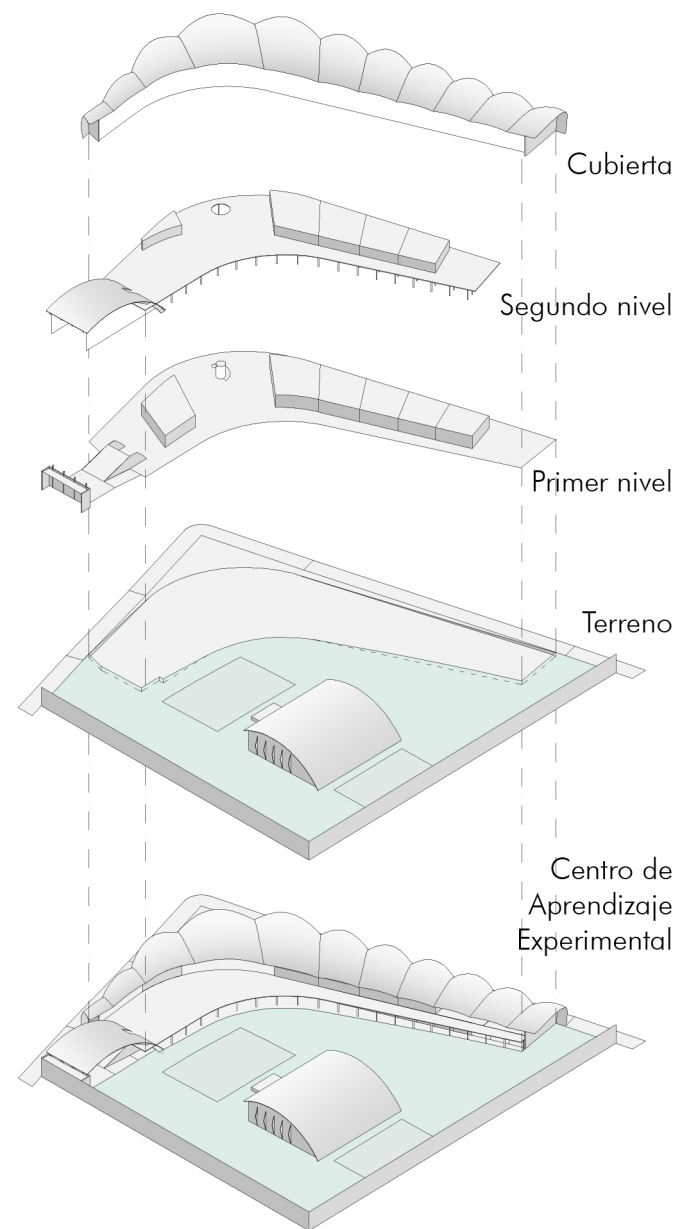 Cubierta
Segundo nivel
Primer nivel
Terreno
Centro de
Aprendizaje
Experimental